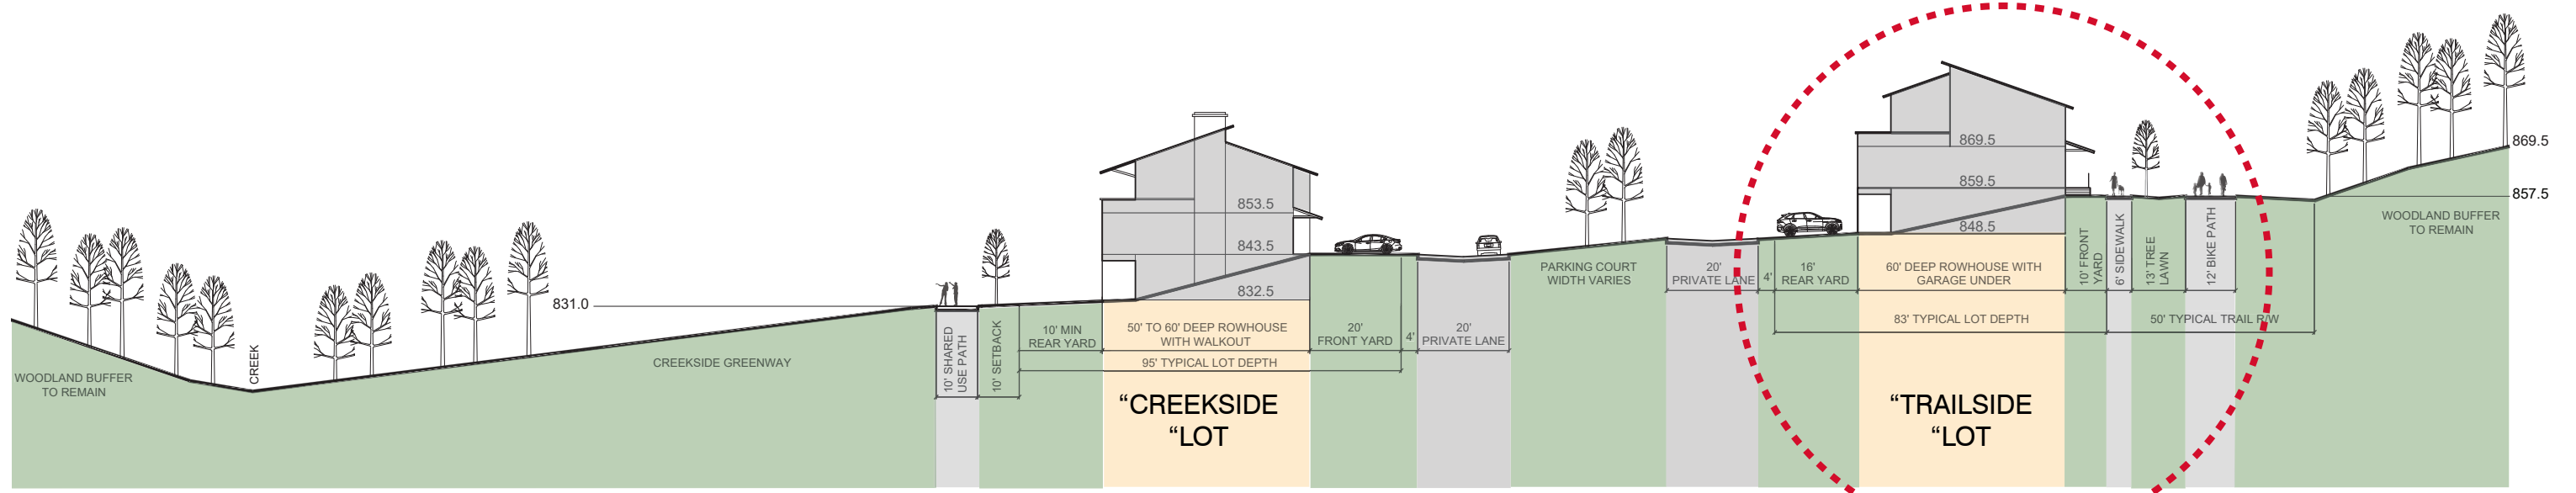 WOODLAND BUFFER
TO REMAIN
CREEK
831.0
CREEKSIDE GREENWAY
10' SHARED
USE PATH
10' SETBACK
10' MIN
REAR YARD
853.5
843.5
832.5
50' TO 60' DEEP ROWHOUSE
WITH WALKOUT
20'
FRONT YARD
4'
20'
PRIVATE LANE
95' TYPICAL LOT DEPTH
“CREEKSIDE
“LOT
PARKING COURT
WIDTH VARIES
20'
PRIVATE LANE
4'
16'
REAR YARD
869.5
859.5
848.5
60' DEEP ROWHOUSE WITH
GARAGE UNDER
10' FRONT
YARD
6' SIDEWALK
13' TREE
LAWN
12' BIKE PATH
83' TYPICAL LOT DEPTH
50' TYPICAL TRAIL R/W
“TRAILSIDE
“LOT
869.5
857.5
WOODLAND BUFFER
TO REMAIN